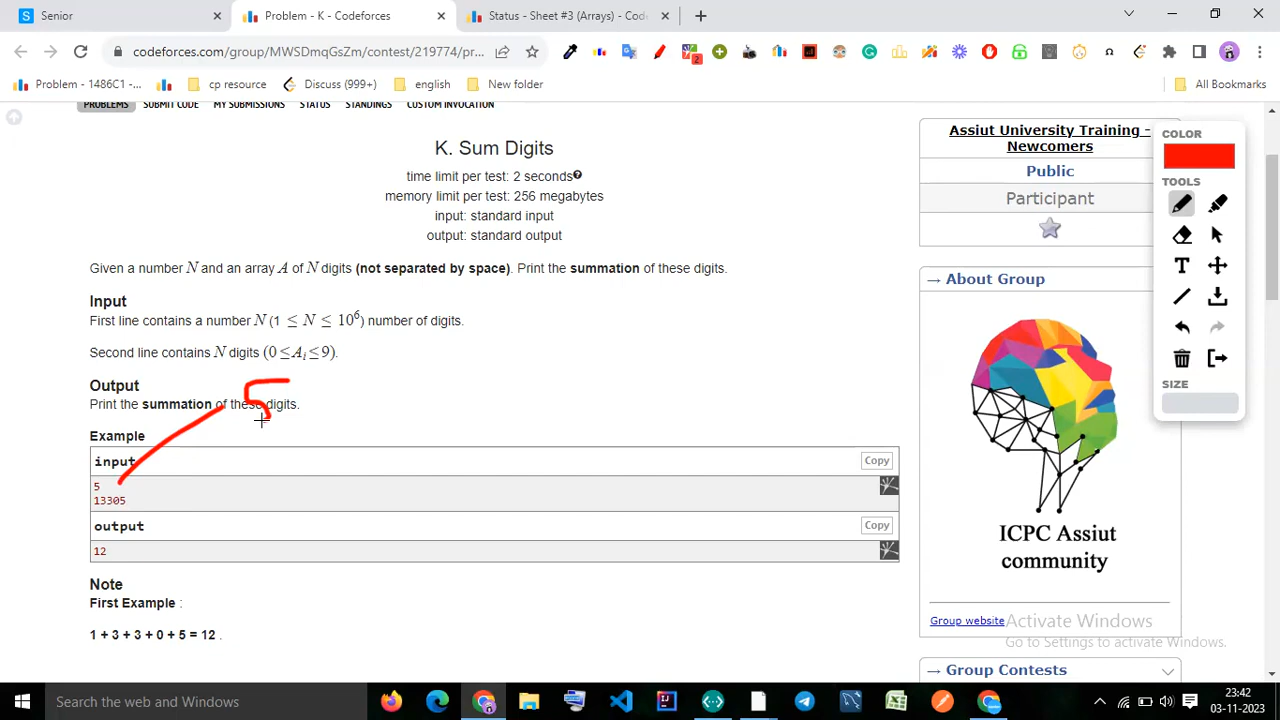 Senior
Problem - K - Codeforces
Status - Sheet #3 (Arrays) - Cod
codeforces.com/group/MWSDmqGsZm/contest/219774/pr...
2
Problem - 1486C1 -...
cp resource
Discuss (999+)
english
New folder
All Bookmarks
PROBLEMS SUBMIT CODE MY SUBMISSIONS STATUS STANDINGS CUSTOM INVOCATION
K. Sum Digits
time limit per test: 2 seconds
memory limit per test: 256 megabytes
input: standard input
output: standard output
Given a number N and an array A of N digits (not separated by space). Print the summation of these digits.
Input
First line contains a number N (1 ≤ N ≤ 10^6) number of digits.
Second line contains N digits (0 ≤ A_i ≤ 9).
Output
5
Print the summation of these digits.
Example
input
Copy
5
13305
output
Copy
12
Note
First Example :
1 + 3 + 3 + 0 + 5 = 12 .
Assiut University Training -
Newcomers
Public
Participant
→ About Group
ICPC Assiut
community
Group website
→ Group Contests
COLOR
TOOLS
SIZE
Activate Windows
Go to Settings to activate Windows.
Search the web and Windows
23:42
03-11-2023